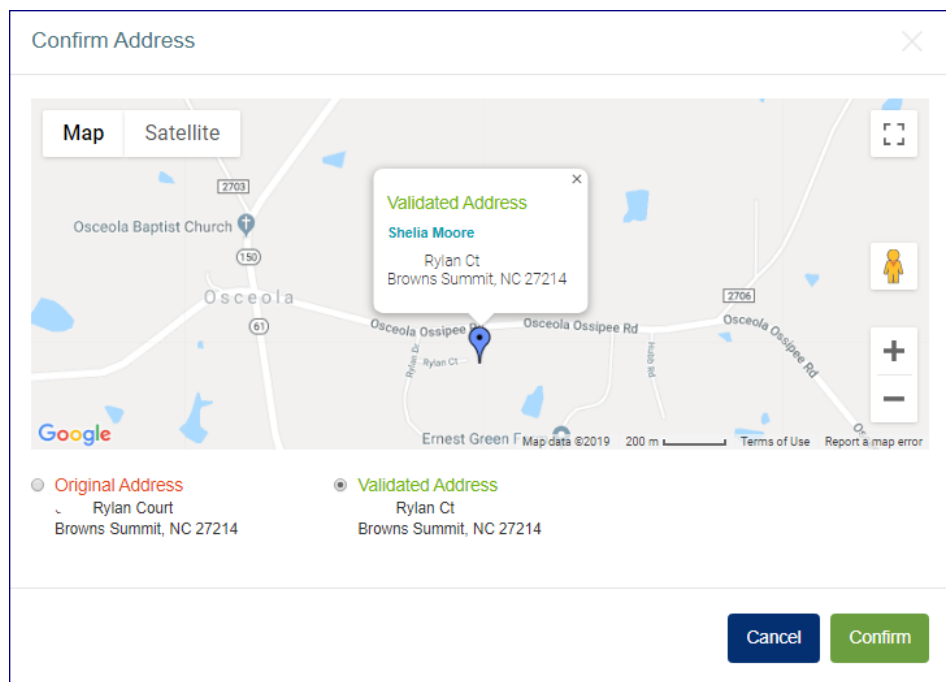 Confirm Address
Map Satellite
2703
Osceola Baptist Church
150
Osceola
61
Validated Address
Shelia Moore
Rylan Ct
Browns Summit, NC 27214
2706
Osceola Ossipee
Osceola Ossipee Rd
Osceola Ossipee Rd
Rylan Dr
Rylan Ct
Hubb Rd
Ernest Green F
Google
Map data ©2019 200 m Terms of Use Report a map error
Original Address
Rylan Court
Browns Summit, NC 27214
Validated Address
Rylan Ct
Browns Summit, NC 27214
Cancel Confirm